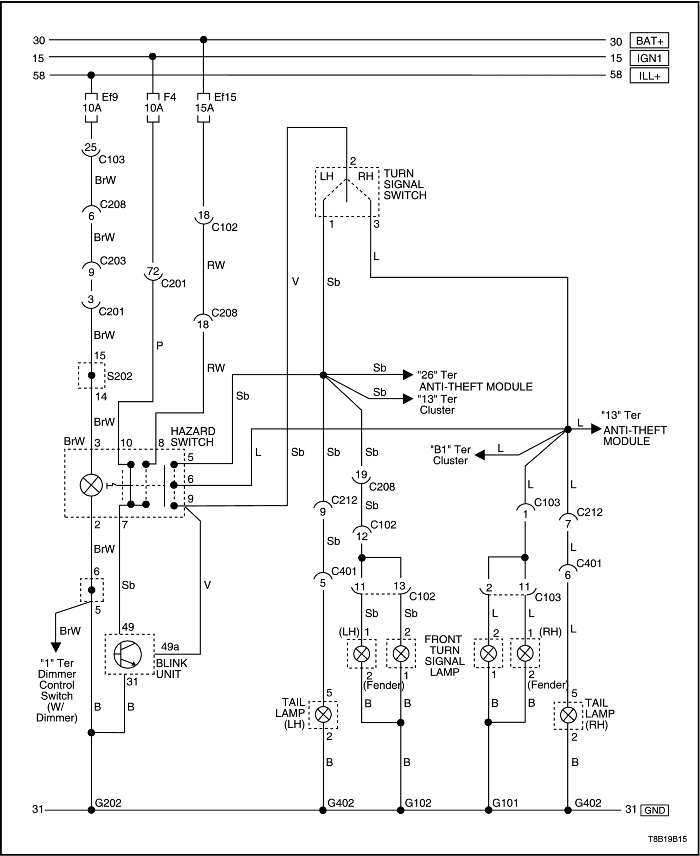 30 30 BAT+
15 15 IGN1
58 58 ILL+
Ef9 F4 Ef15
10A 10A 15A
25
C103
BrW
2
TURN
SIGNAL
SWITCH
LH RH
C208
6
BrW
18
C102
1 3
L
C203
9
72
C201
RW
V Sb
3
C201
C208
18
BrW
P
15
S202
14
RW
Sb
"26" Ter
ANTI-THEFT MODULE
Sb
"13" Ter
Cluster
Sb
BrW
HAZARD
SWITCH
BrW 3 10 8
5
6
9
L Sb Sb Sb
"B1" Ter
Cluster
L
L
"13" Ter
ANTI-THEFT
MODULE
19
C208
C212
9
Sb
C102
12
L L
C103
1
C212
7
2 7
BrW
Sb
C401
5
L
C401
6
6
5
Sb
V
11 13
C102
2 11
C103
BrW
49
49a
BLINK
UNIT
31
"1" Ter
Dimmer
Control
Switch
(W/
Dimmer)
Sb Sb
L L L
(LH) 1 2
FRONT
TURN
SIGNAL
LAMP
2 1 (RH)
2 1
(Fender)
1 2
(Fender)
B B
B B
B B
TAIL
LAMP
(LH)
5
2
5
TAIL
LAMP
(RH)
2
B B B B
31 G202 G402 G102 G101 G402 31 GND
T8B19B15